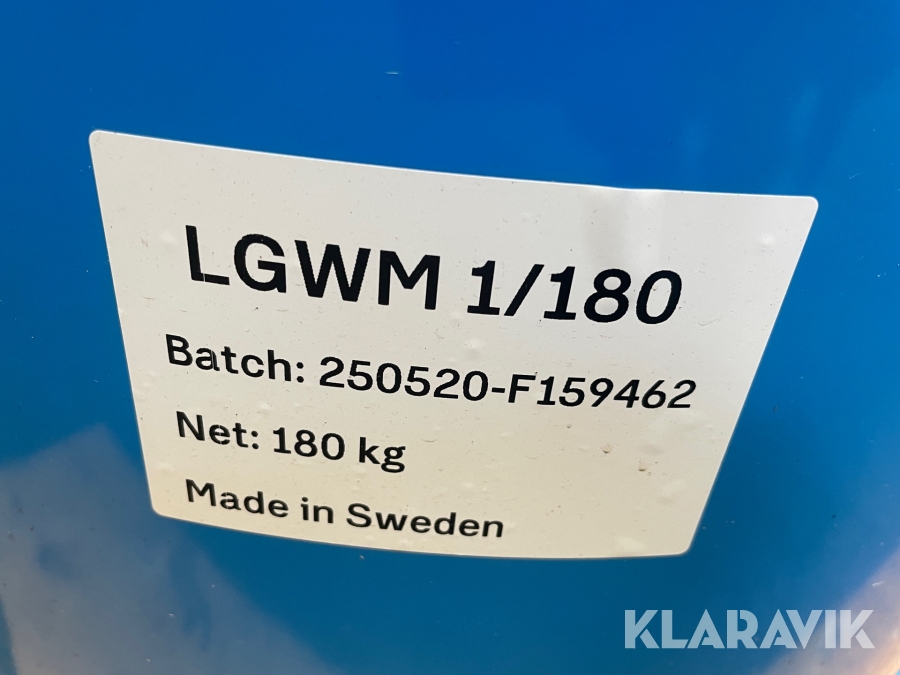 LGWM 1/180
Batch: 250520-F159462
Net: 180 kg
Made in Sweden
KLARAVIK